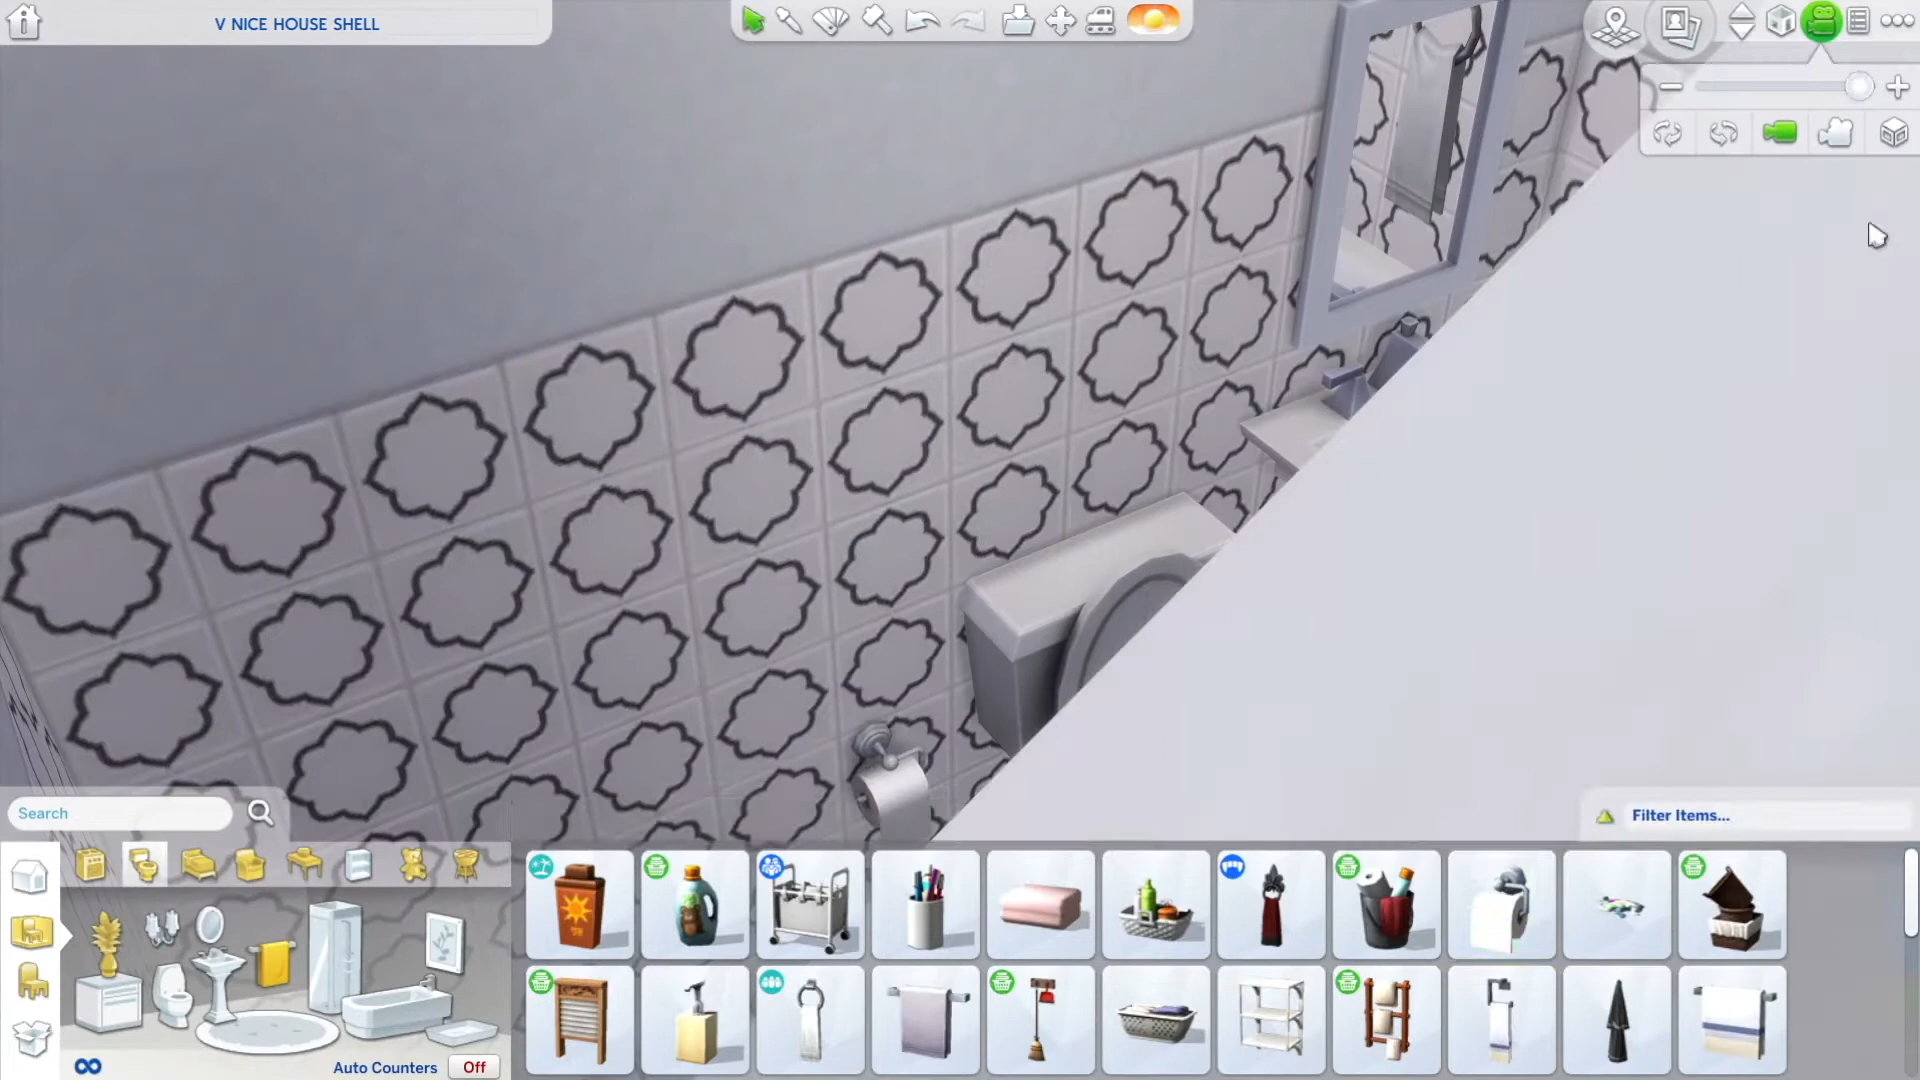 V NICE HOUSE SHELL
Search
Filter Items...
Auto Counters
Off